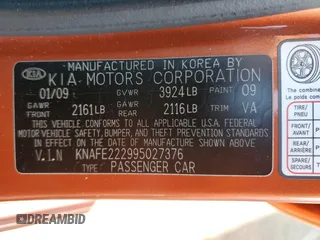 MANUFACTURED IN KOREA BY
KIA KIA MOTORS CORPORATION
01/09 GVWR 3924LB PAINT 09
GAWR FRONT 2161LB GAWR REAR 2116LB TRIM VA
THIS VEHICLE CONFORMS TO ALL APPLICABLE U.S.A. FEDERAL
MOTOR VEHICLE SAFETY, BUMPER, AND THEFT PREVENTION STANDARDS
IN EFFECT ON THE DATE OF MANUFACTURE SHOWN ABOVE.
V.I.N KNAFE222995027376
TYPE: PASSENGER CAR
TIRE
FRONT/
REAR/
ARRIÈRE
SPARE/
SECOURS
DREAMBID